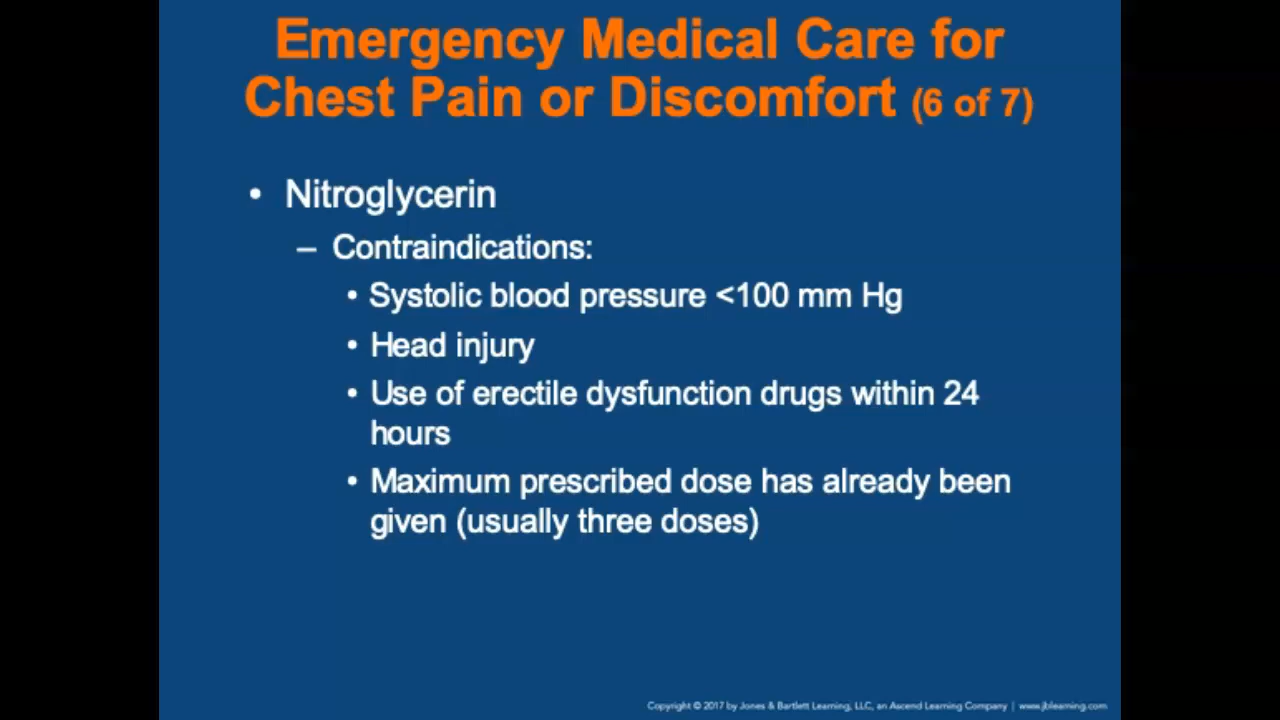 Emergency Medical Care for
Chest Pain or Discomfort (6 of 7)
• Nitroglycerin
– Contraindications:
• Systolic blood pressure <100 mm Hg
• Head injury
• Use of erectile dysfunction drugs within 24
hours
• Maximum prescribed dose has already been
given (usually three doses)
Copyright © 2017 by Jones & Bartlett Learning, LLC, an Ascend Learning Company | www.jblearning.com